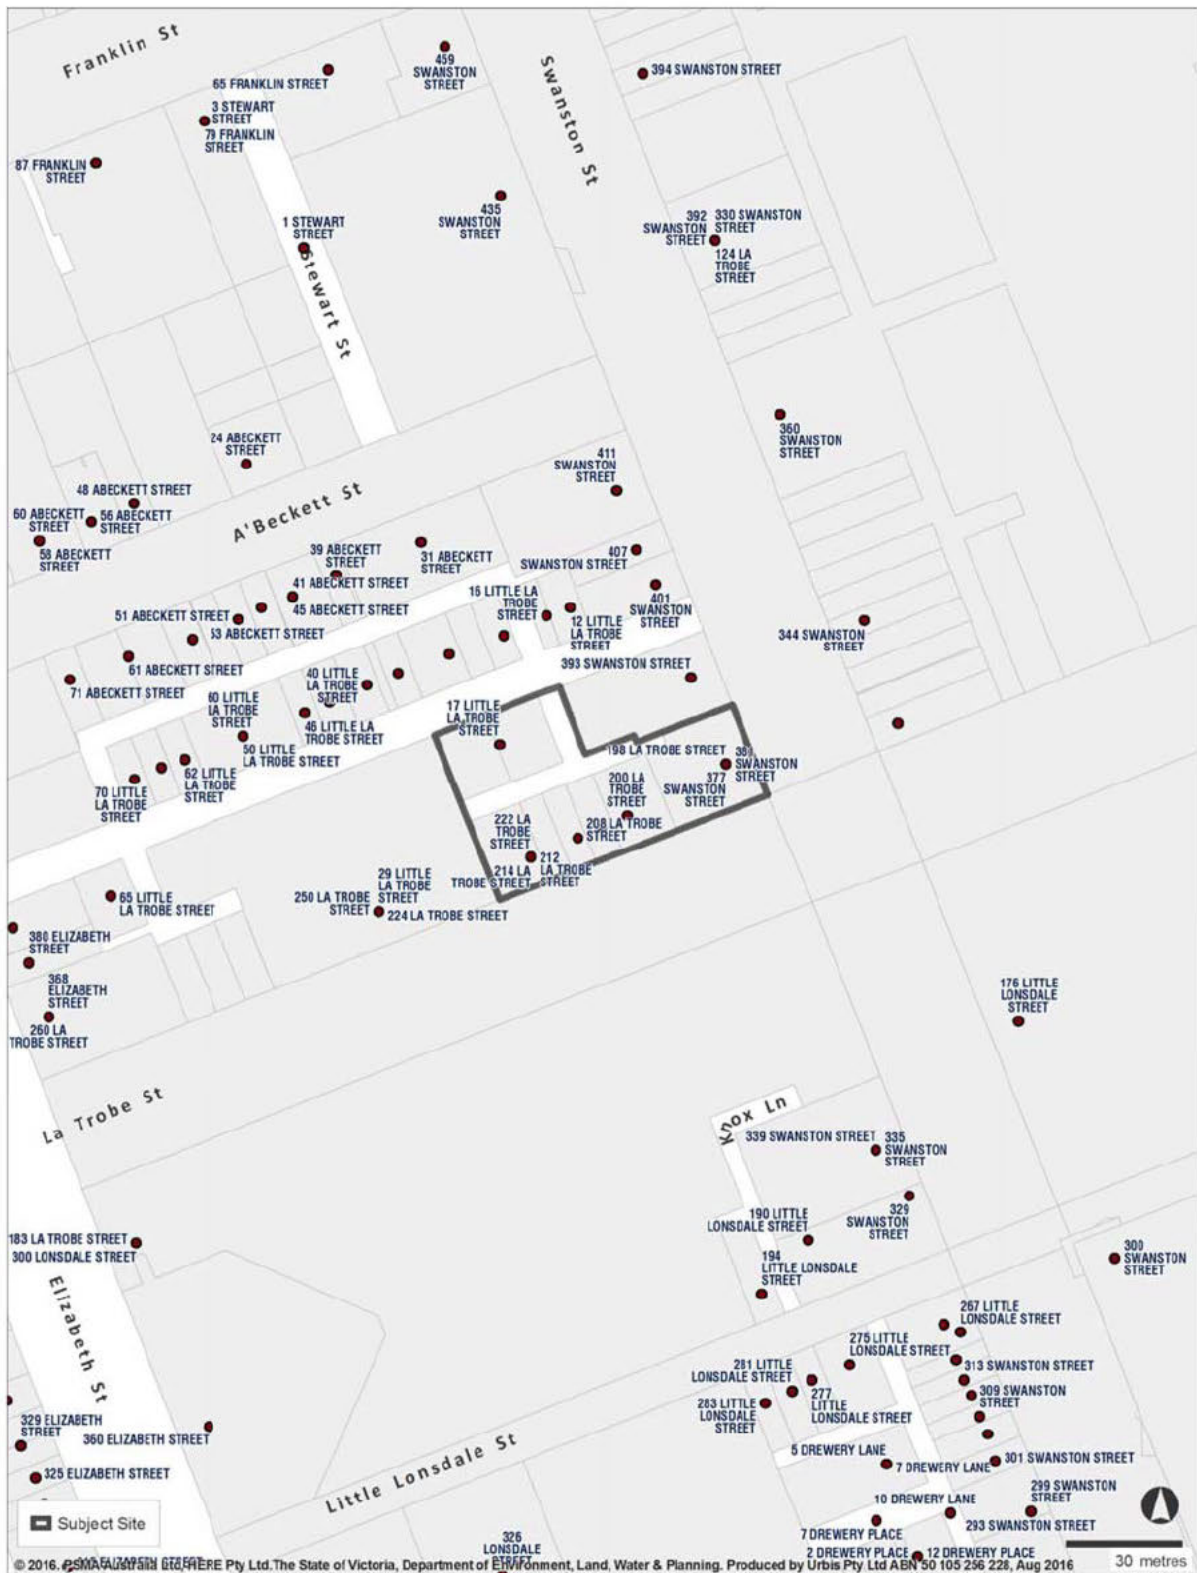 Franklin St
Swanston St
459
SWANSTON
STREET
394 SWANSTON STREET
65 FRANKLIN STREET
3 STEWART
STREET
79 FRANKLIN
STREET
87 FRANKLIN
STREET
435
SWANSTON
STREET
392
SWANSTON
STREET
330 SWANSTON
STREET
124 LA
TROBE
STREET
1 STEWART
STREET
Stewart St
360
SWANSTON
STREET
24 ABECKETT
STREET
411
SWANSTON
STREET
48 ABECKETT STREET
A'Beckett St
60 ABECKETT
STREET
56 ABECKETT
STREET
58 ABECKETT
STREET
39 ABECKETT
STREET
31 ABECKETT
STREET
407
SWANSTON STREET
41 ABECKETT STREET
45 ABECKETT STREET
16 LITTLE LA
TROBE
STREET
401
SWANSTON
STREET
51 ABECKETT STREET
53 ABECKETT STREET
12 LITTLE
LA TROBE
STREET
344 SWANSTON
STREET
61 ABECKETT STREET
71 ABECKETT STREET
393 SWANSTON STREET
40 LITTLE
LA TROBE
STREET
60 LITTLE
LA TROBE
STREET
46 LITTLE LA
TROBE STREET
17 LITTLE
LA TROBE
STREET
50 LITTLE
LA TROBE STREET
198 LA TROBE STREET
SWANSTON
STREET
62 LITTLE
LA TROBE
STREET
70 LITTLE
LA TROBE
STREET
200 LA
TROBE
STREET
377
SWANSTON
STREET
222 LA
TROBE
STREET
208 LA TROBE
STREET
212
LA TROBE
STREET
214 LA
TROBE STREET
29 LITTLE
LA TROBE
STREET
250 LA TROBE
STREET
224 LA TROBE STREET
65 LITTLE
LA TROBE STREET
380 ELIZABETH
STREET
368
ELIZABETH
STREET
260 LA
TROBE STREET
176 LITTLE
LONSDALE
STREET
La Trobe St
Knox Ln
339 SWANSTON STREET
335
SWANSTON
STREET
190 LITTLE
LONSDALE STREET
329
SWANSTON
STREET
183 LA TROBE STREET
300 LONSDALE STREET
194
LITTLE LONSDALE
STREET
300
SWANSTON
STREET
Elizabeth St
267 LITTLE
LONSDALE STREET
275 LITTLE
LONSDALE STREET
313 SWANSTON STREET
281 LITTLE
LONSDALE STREET
309 SWANSTON
STREET
283 LITTLE
LONSDALE
STREET
277
LITTLE
LONSDALE STREET
329 ELIZABETH
STREET
360 ELIZABETH STREET
Little Lonsdale St
5 DREWERY LANE
7 DREWERY LANE
301 SWANSTON STREET
325 ELIZABETH STREET
10 DREWERY LANE
299 SWANSTON
STREET
293 SWANSTON STREET
7 DREWERY PLACE
2 DREWERY PLACE
12 DREWERY PLACE
Subject Site
326
LONSDALE
STREET
30 metres
© 2016. PSMA Australia Ltd, HERE Pty Ltd. The State of Victoria, Department of Environment, Land, Water & Planning. Produced by Urbis Pty Ltd ABN 50 105 256 228, Aug 2016